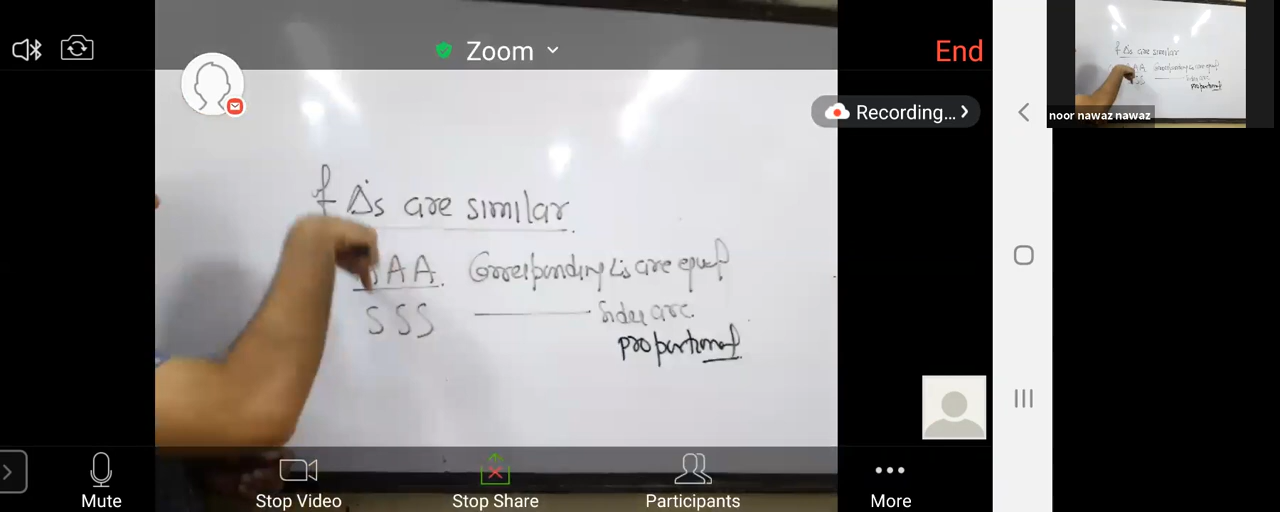 Zoom
End
Recording...
noor nawaz nawaz
f Δs are similar.
AA. Corresponding ∠s are equal
SSS ———— Sides are
proportional
Mute
Stop Video
Stop Share
Participants
More